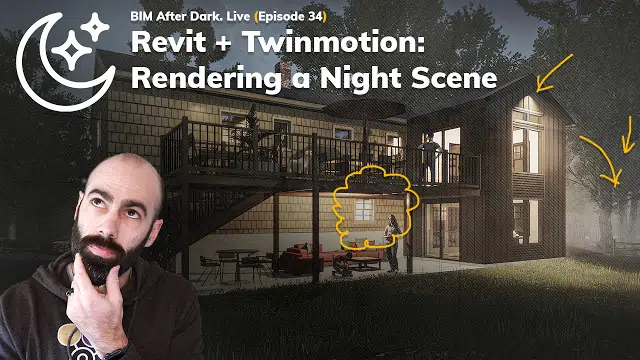 BIM After Dark. Live (Episode 34)
Revit + Twinmotion:
Rendering a Night Scene